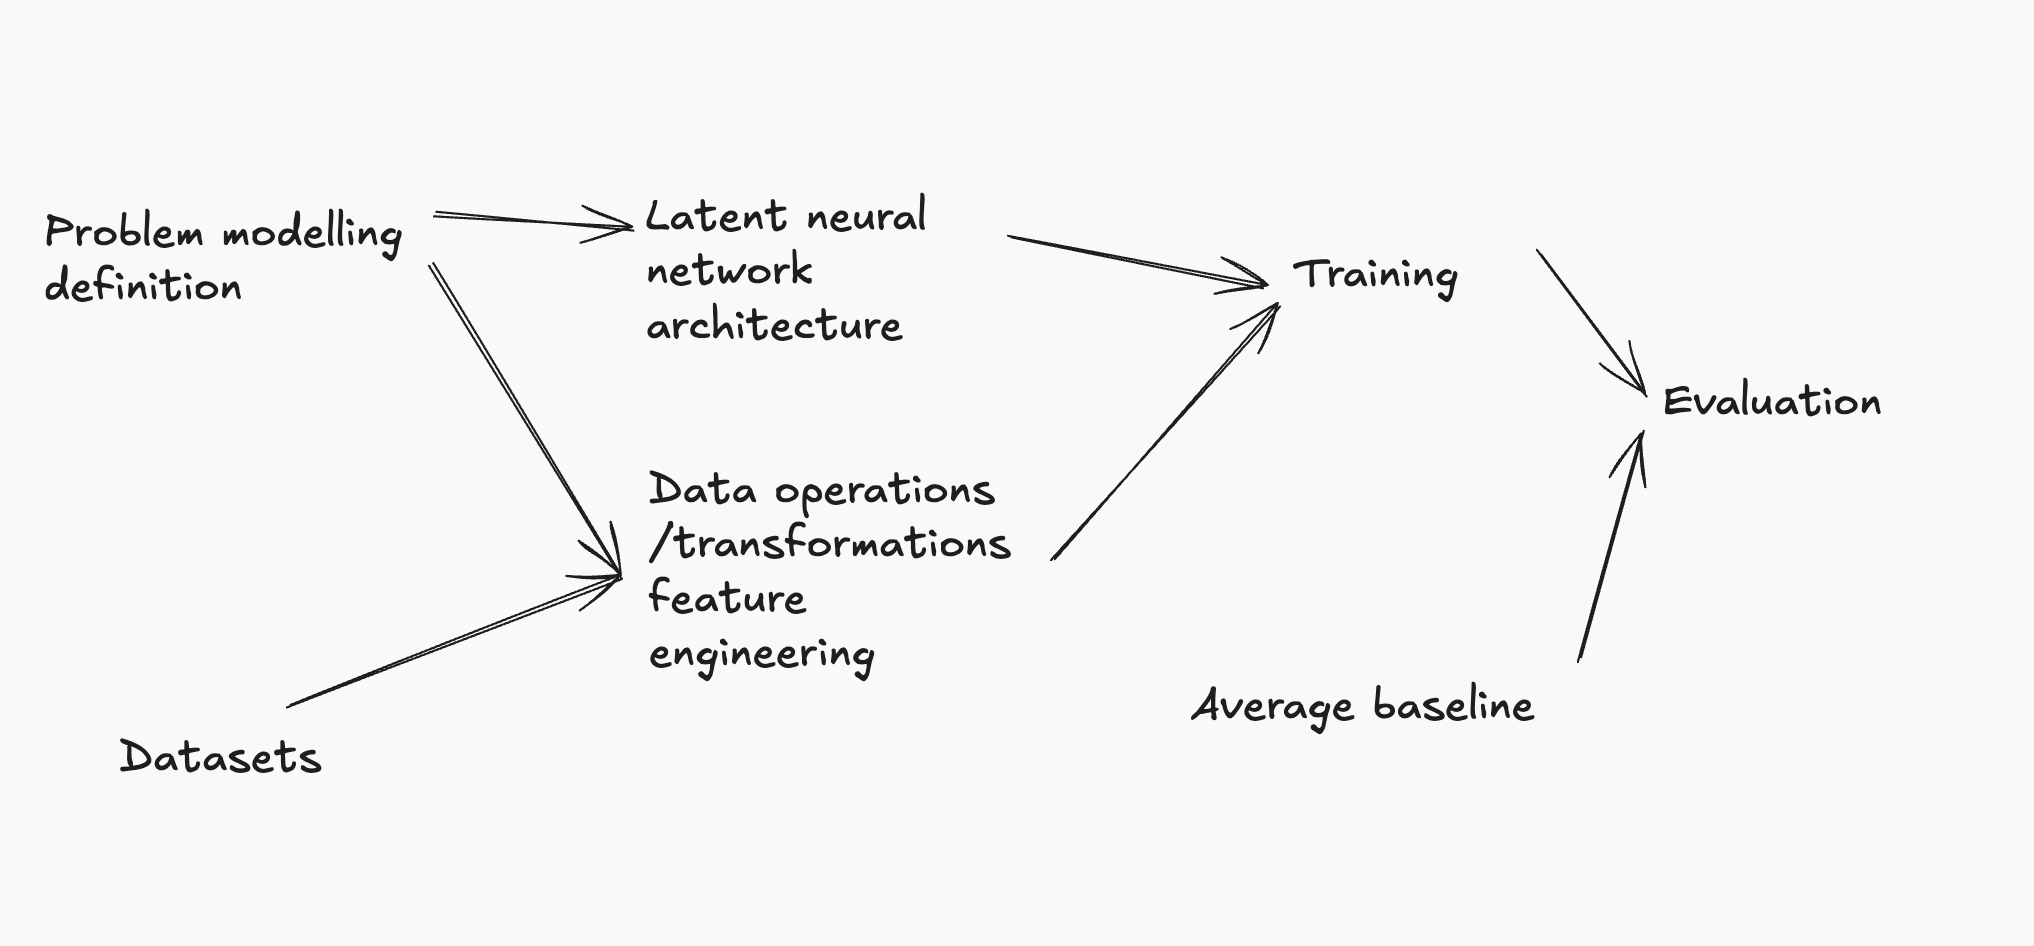 Problem modelling
definition
Latent neural
network
architecture
Training
Evaluation
Data operations
/transformations
feature
engineering
Average baseline
Datasets